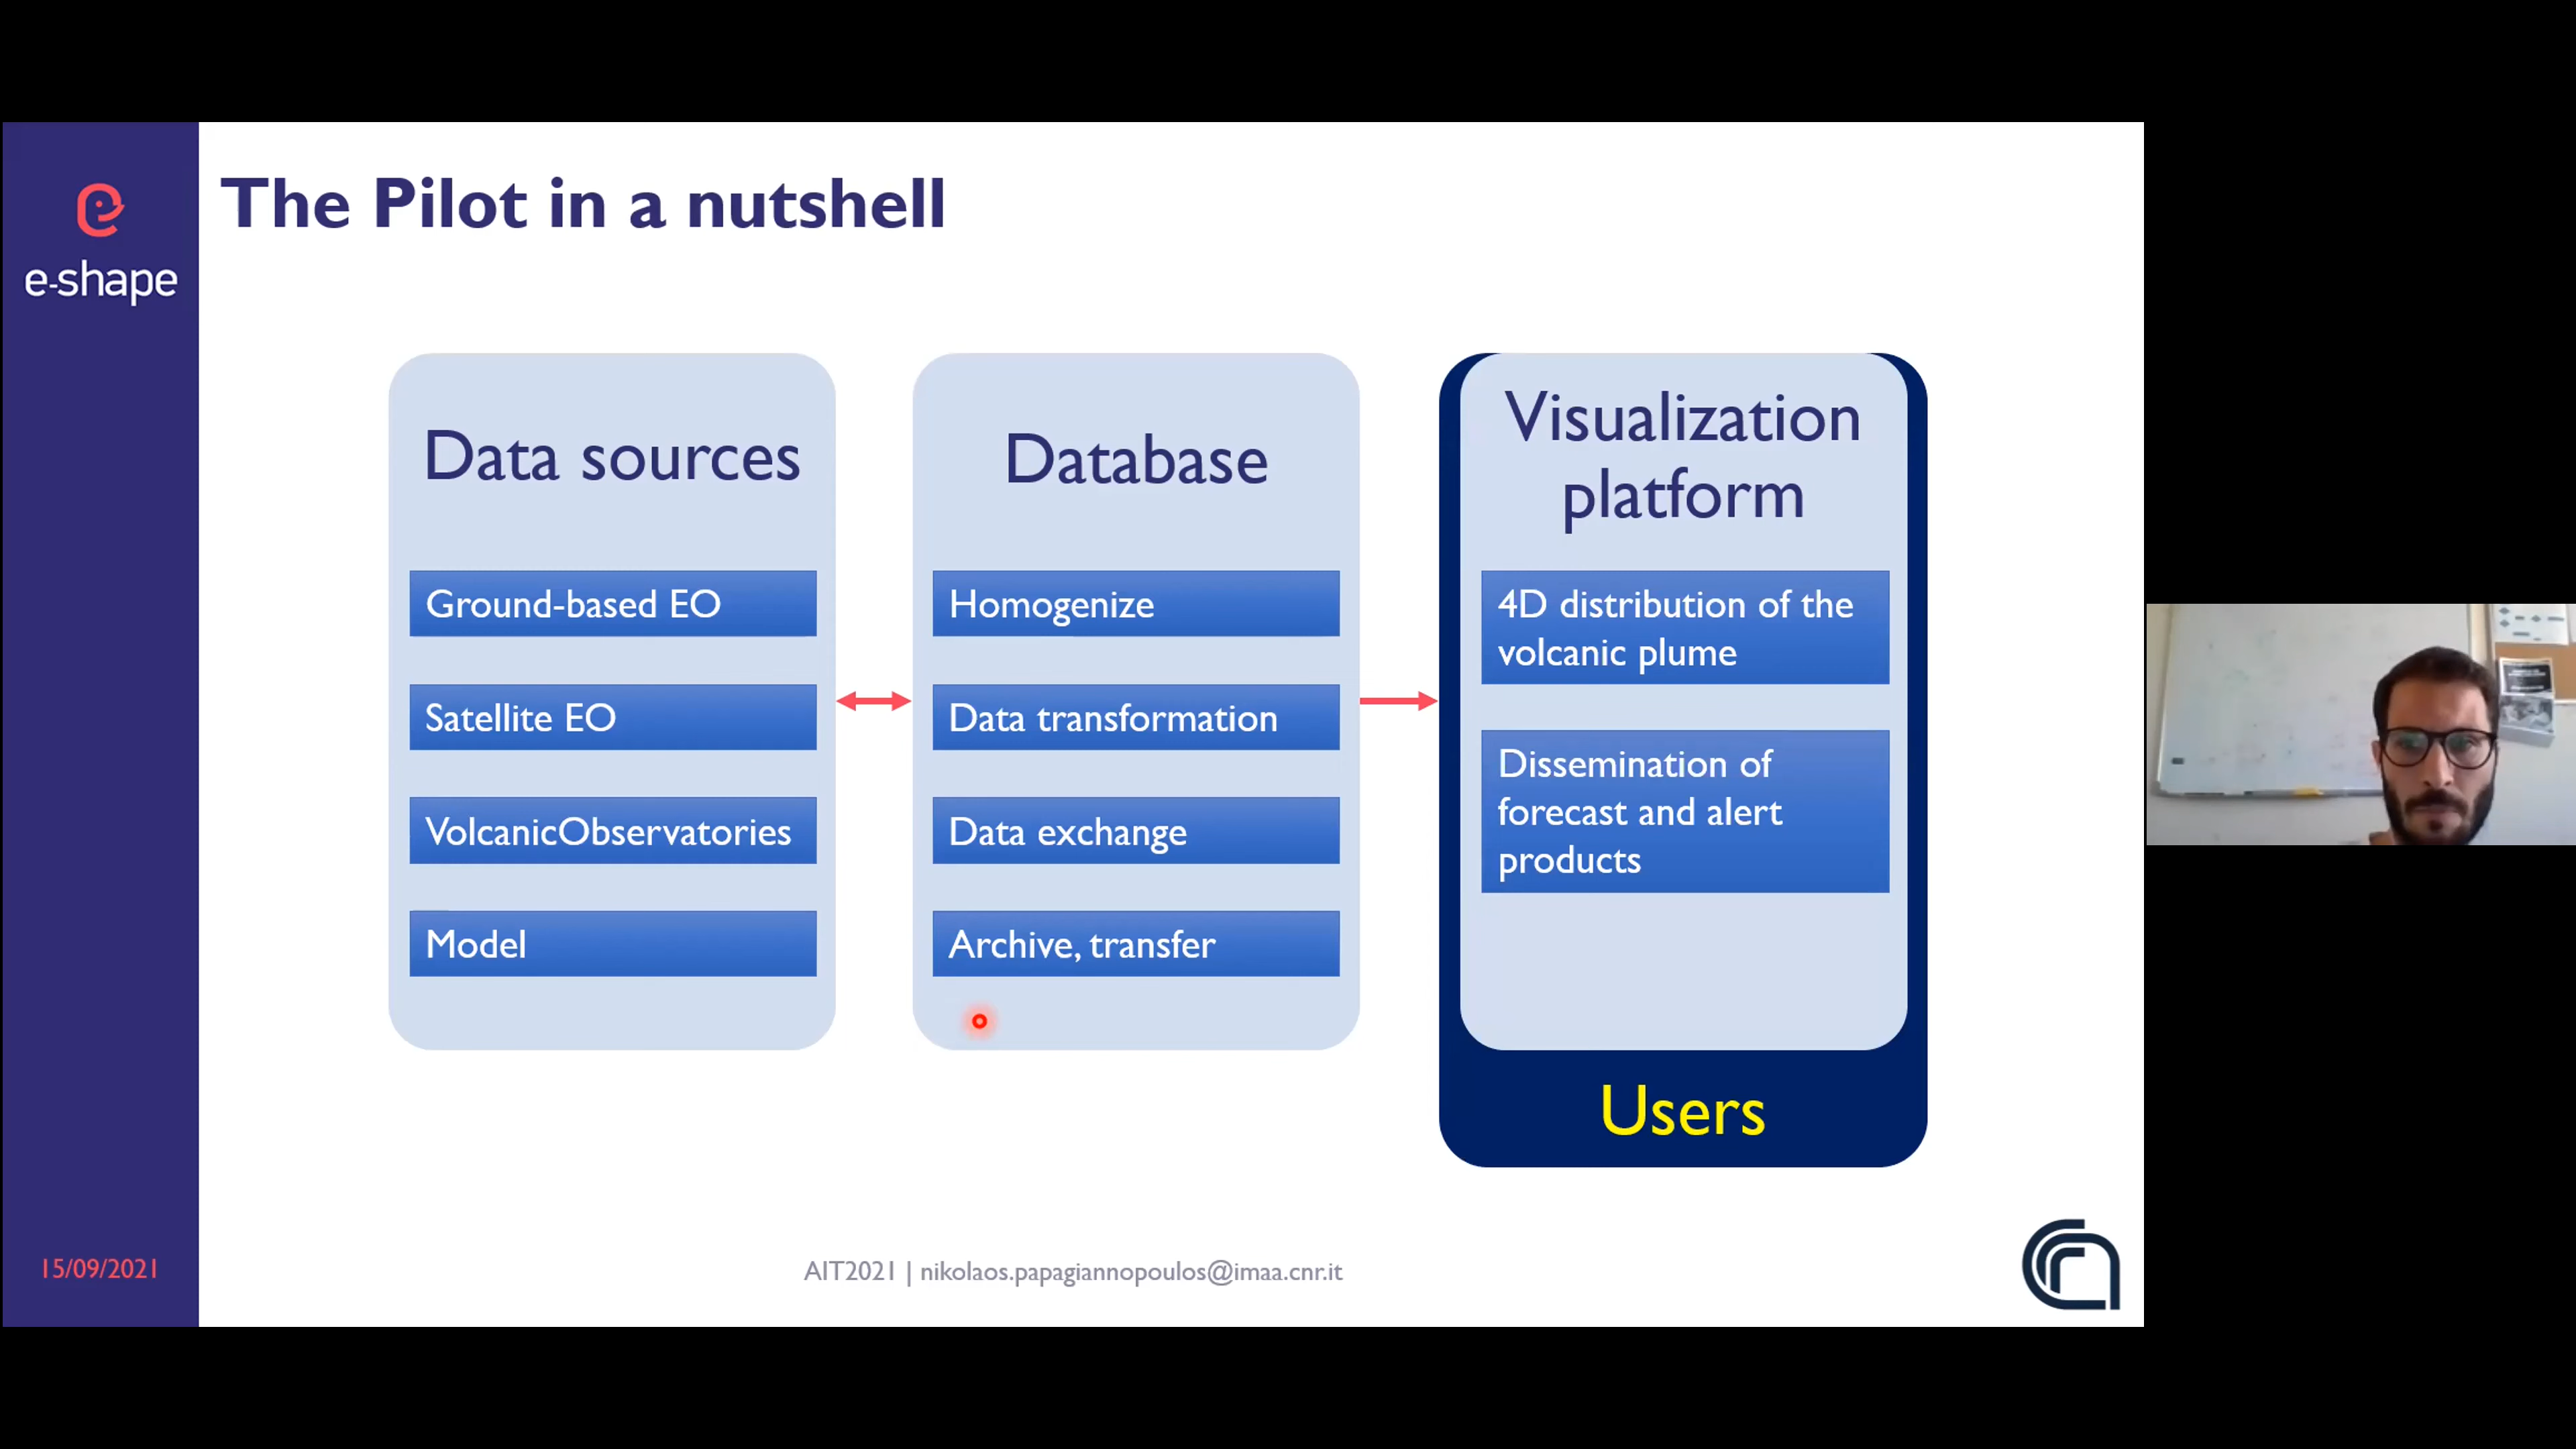 e-shape
The Pilot in a nutshell
Data sources
Ground-based EO
Satellite EO
VolcanicObservatories
Model
Database
Homogenize
Data transformation
Data exchange
Archive, transfer
Visualization
platform
4D distribution of the
volcanic plume
Dissemination of
forecast and alert
products
Users
15/09/2021
AIT2021 | nikolaos.papagiannopoulos@imaa.cnr.it